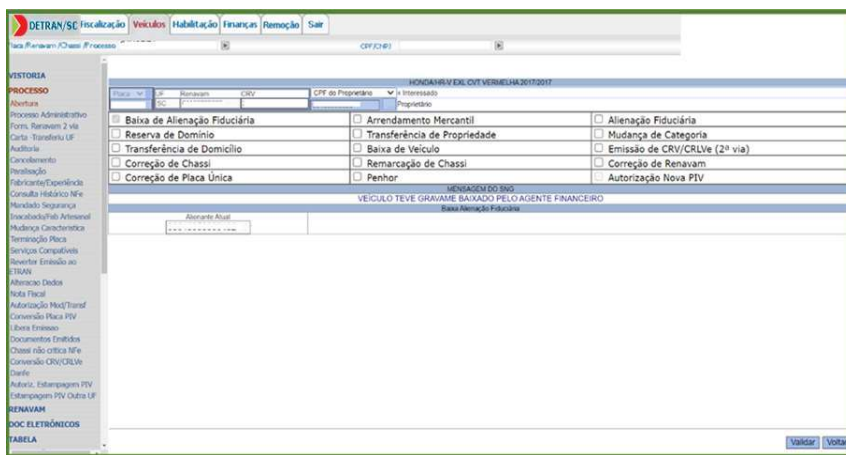 DETRAN/SC Fiscalização Veículos Habilitação Finanças Remoção Sair
Placa /Renavam /Chassi /Processo CPF/CNPJ
VISTORIA
PROCESSO
Abertura
Processo Administrativo
Form. Renavam 2 via
Carta -Transferiu UF
Auditoria
Cancelamento
Paralisação
Fabricante/Experiência
Consulta Histórico NFe
Mandado Segurança
Inacabado/Fab Artesanal
Mudança Característica
Terminação Placa
Serviços Compatíveis
Reverter Emissão ao
ETRAN
Alteracao Dados
Nota Fiscal
Autorização Mod/Transf
Conversão Placa PIV
Libera Emissao
Documentos Emitidos
Chassi não critica NFe
Conversão CRV/CRLVe
Danfe
Autoriz. Estampagem PIV
Estampagem PIV Outra UF
RENAVAM
DOC ELETRÔNICOS
TABELA
HONDA/HR-V EXL CVT VERMELHA 2017/2017
Placa UF Renavam CRV CPF do Proprietário x Interessado
SC Proprietário
Baixa de Alienação Fiduciária Arrendamento Mercantil Alienação Fiduciária
Reserva de Domínio Transferência de Propriedade Mudança de Categoria
Transferência de Domicílio Baixa de Veículo Emissão de CRV/CRLVe (2ª via)
Correção de Chassi Remarcação de Chassi Correção de Renavam
Correção de Placa Única Penhor Autorização Nova PIV
MENSAGEM DO SNG
VEÍCULO TEVE GRAVAME BAIXADO PELO AGENTE FINANCEIRO
Baixa Alienação Fiduciária
Alienante Atual
Validar Voltar